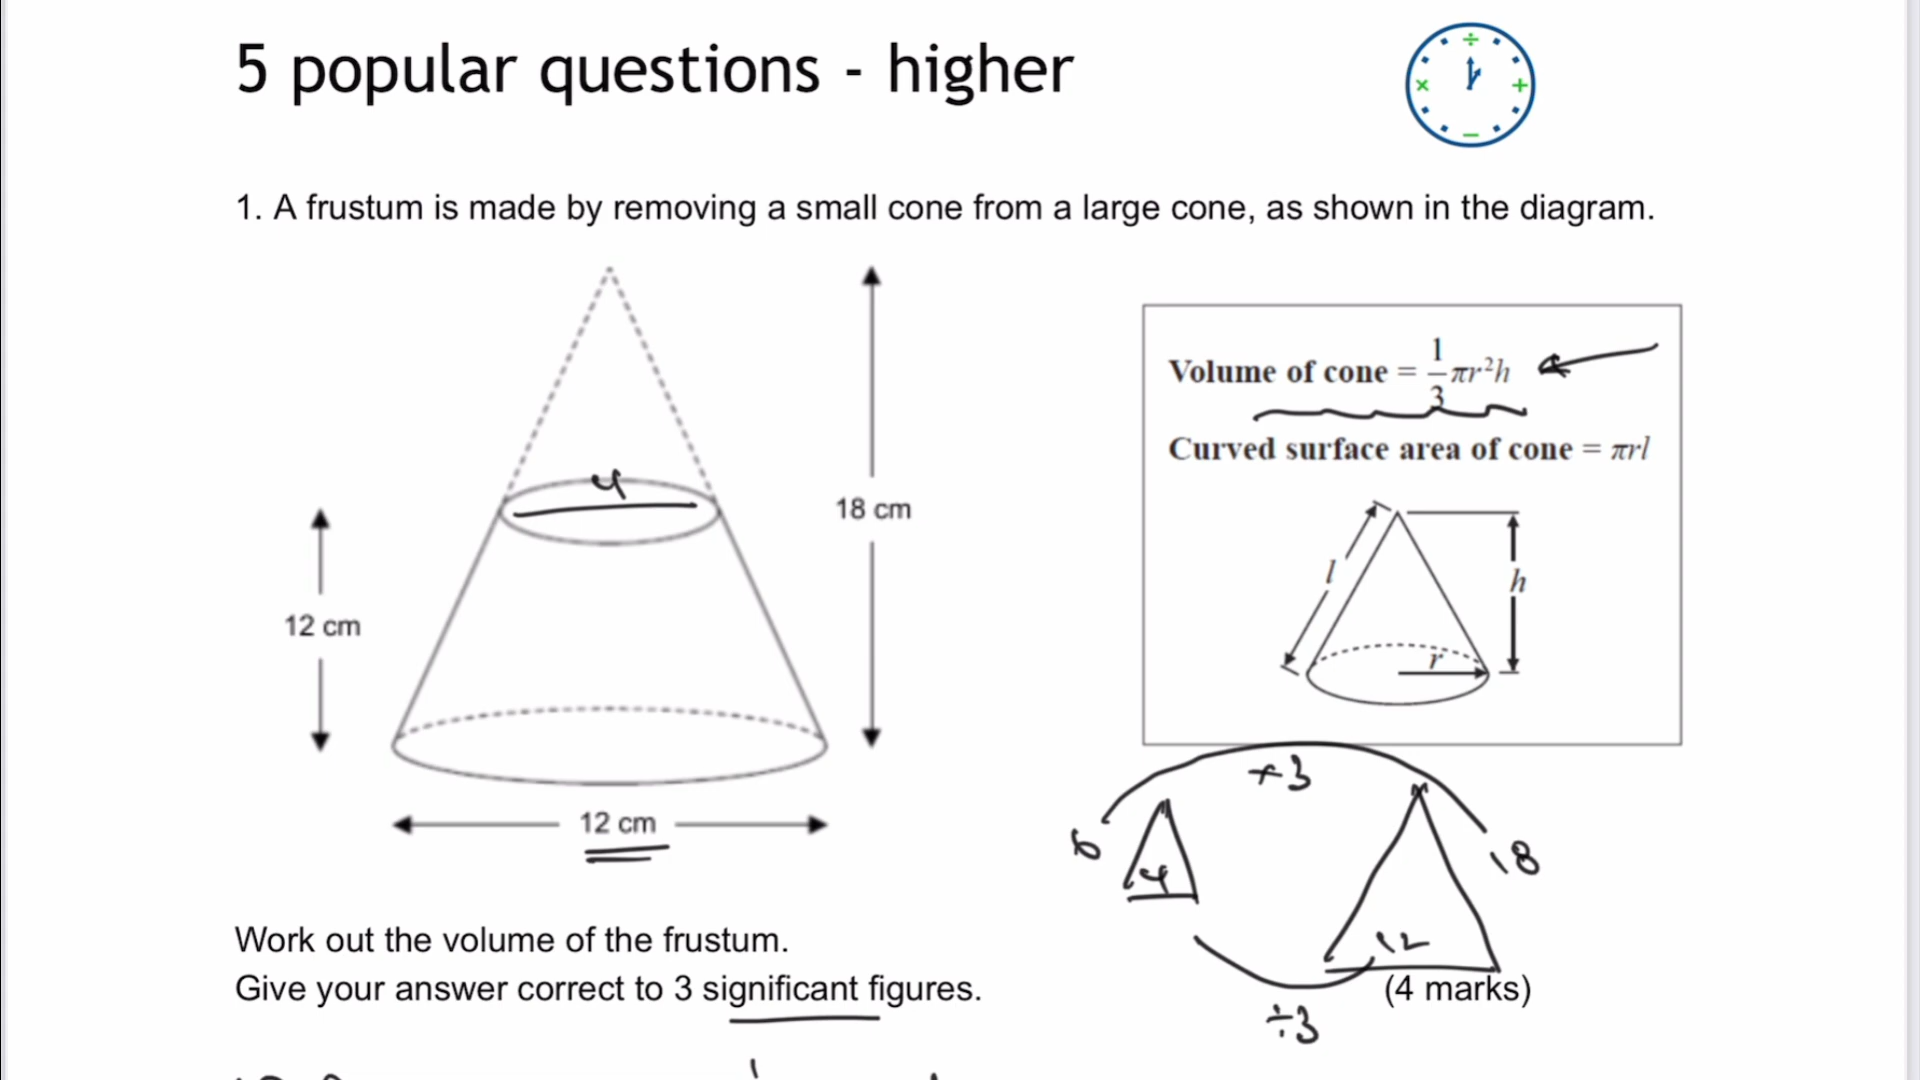 5 popular questions - higher
÷
×
+
−
1. A frustum is made by removing a small cone from a large cone, as shown in the diagram.
Volume of cone = 1/3 πr²h
Curved surface area of cone = πrl
4
18 cm
12 cm
l
h
r
12 cm
×3
6
4
18
12
÷3
Work out the volume of the frustum.
Give your answer correct to 3 significant figures.
(4 marks)